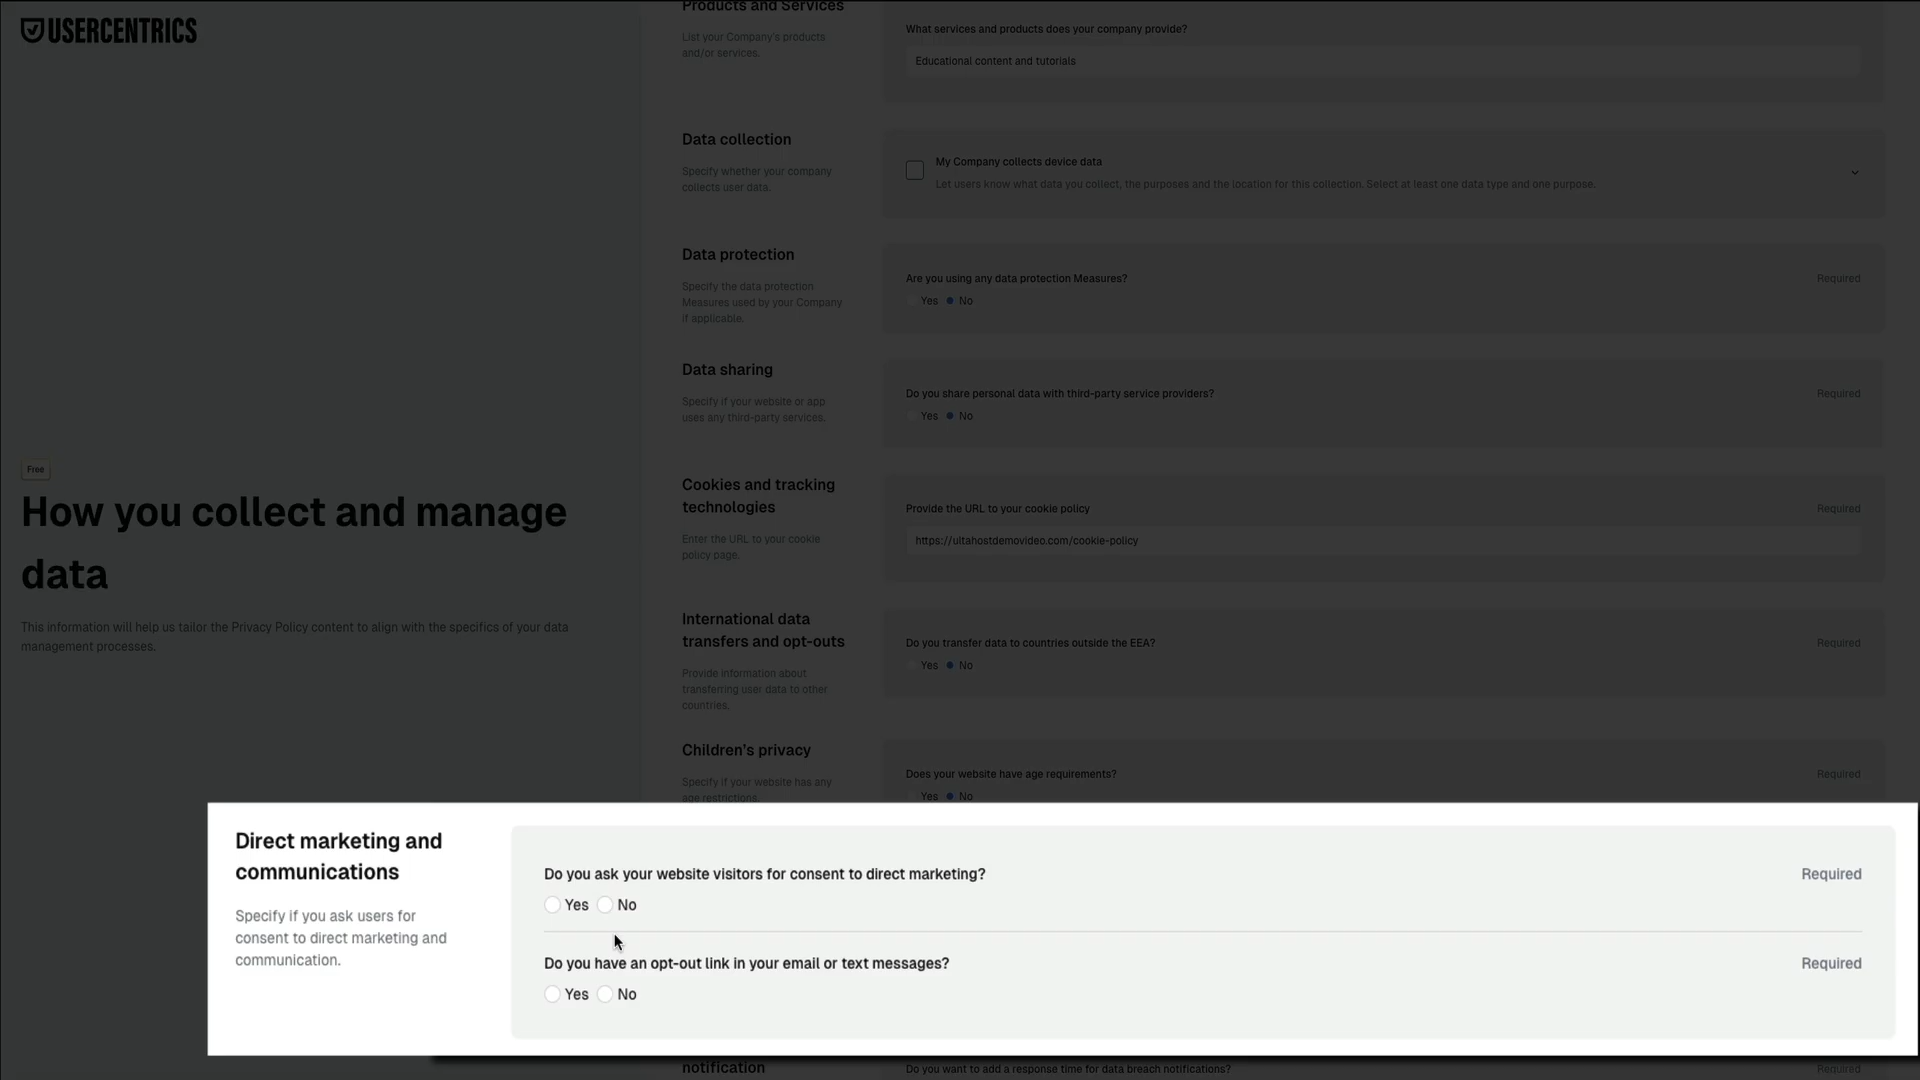 USERCENTRICS
Free
How you collect and manage
data
This information will help us tailor the Privacy Policy content to align with the specifics of your data
management processes.
Products and Services
List your Company's products
and/or services.
What services and products does your company provide?
Educational content and tutorials
Data collection
Specify whether your company
collects user data.
My Company collects device data
Let users know what data you collect, the purposes and the location for this collection. Select at least one data type and one purpose.
Data protection
Specify the data protection
Measures used by your Company
if applicable.
Are you using any data protection Measures?
Required
Yes No
Data sharing
Specify if your website or app
uses any third-party services.
Do you share personal data with third-party service providers?
Required
Yes No
Cookies and tracking
technologies
Enter the URL to your cookie
policy page.
Provide the URL to your cookie policy
Required
https://ultahostdemovideo.com/cookie-policy
International data
transfers and opt-outs
Provide information about
transferring user data to other
countries.
Do you transfer data to countries outside the EEA?
Required
Yes No
Children's privacy
Specify if your website has any
age restrictions.
Does your website have age requirements?
Required
Yes No
Direct marketing and
communications
Specify if you ask users for
consent to direct marketing and
communication.
Do you ask your website visitors for consent to direct marketing?
Required
Yes No
Do you have an opt-out link in your email or text messages?
Required
Yes No
notification
Do you want to add a response time for data breach notifications?
Required